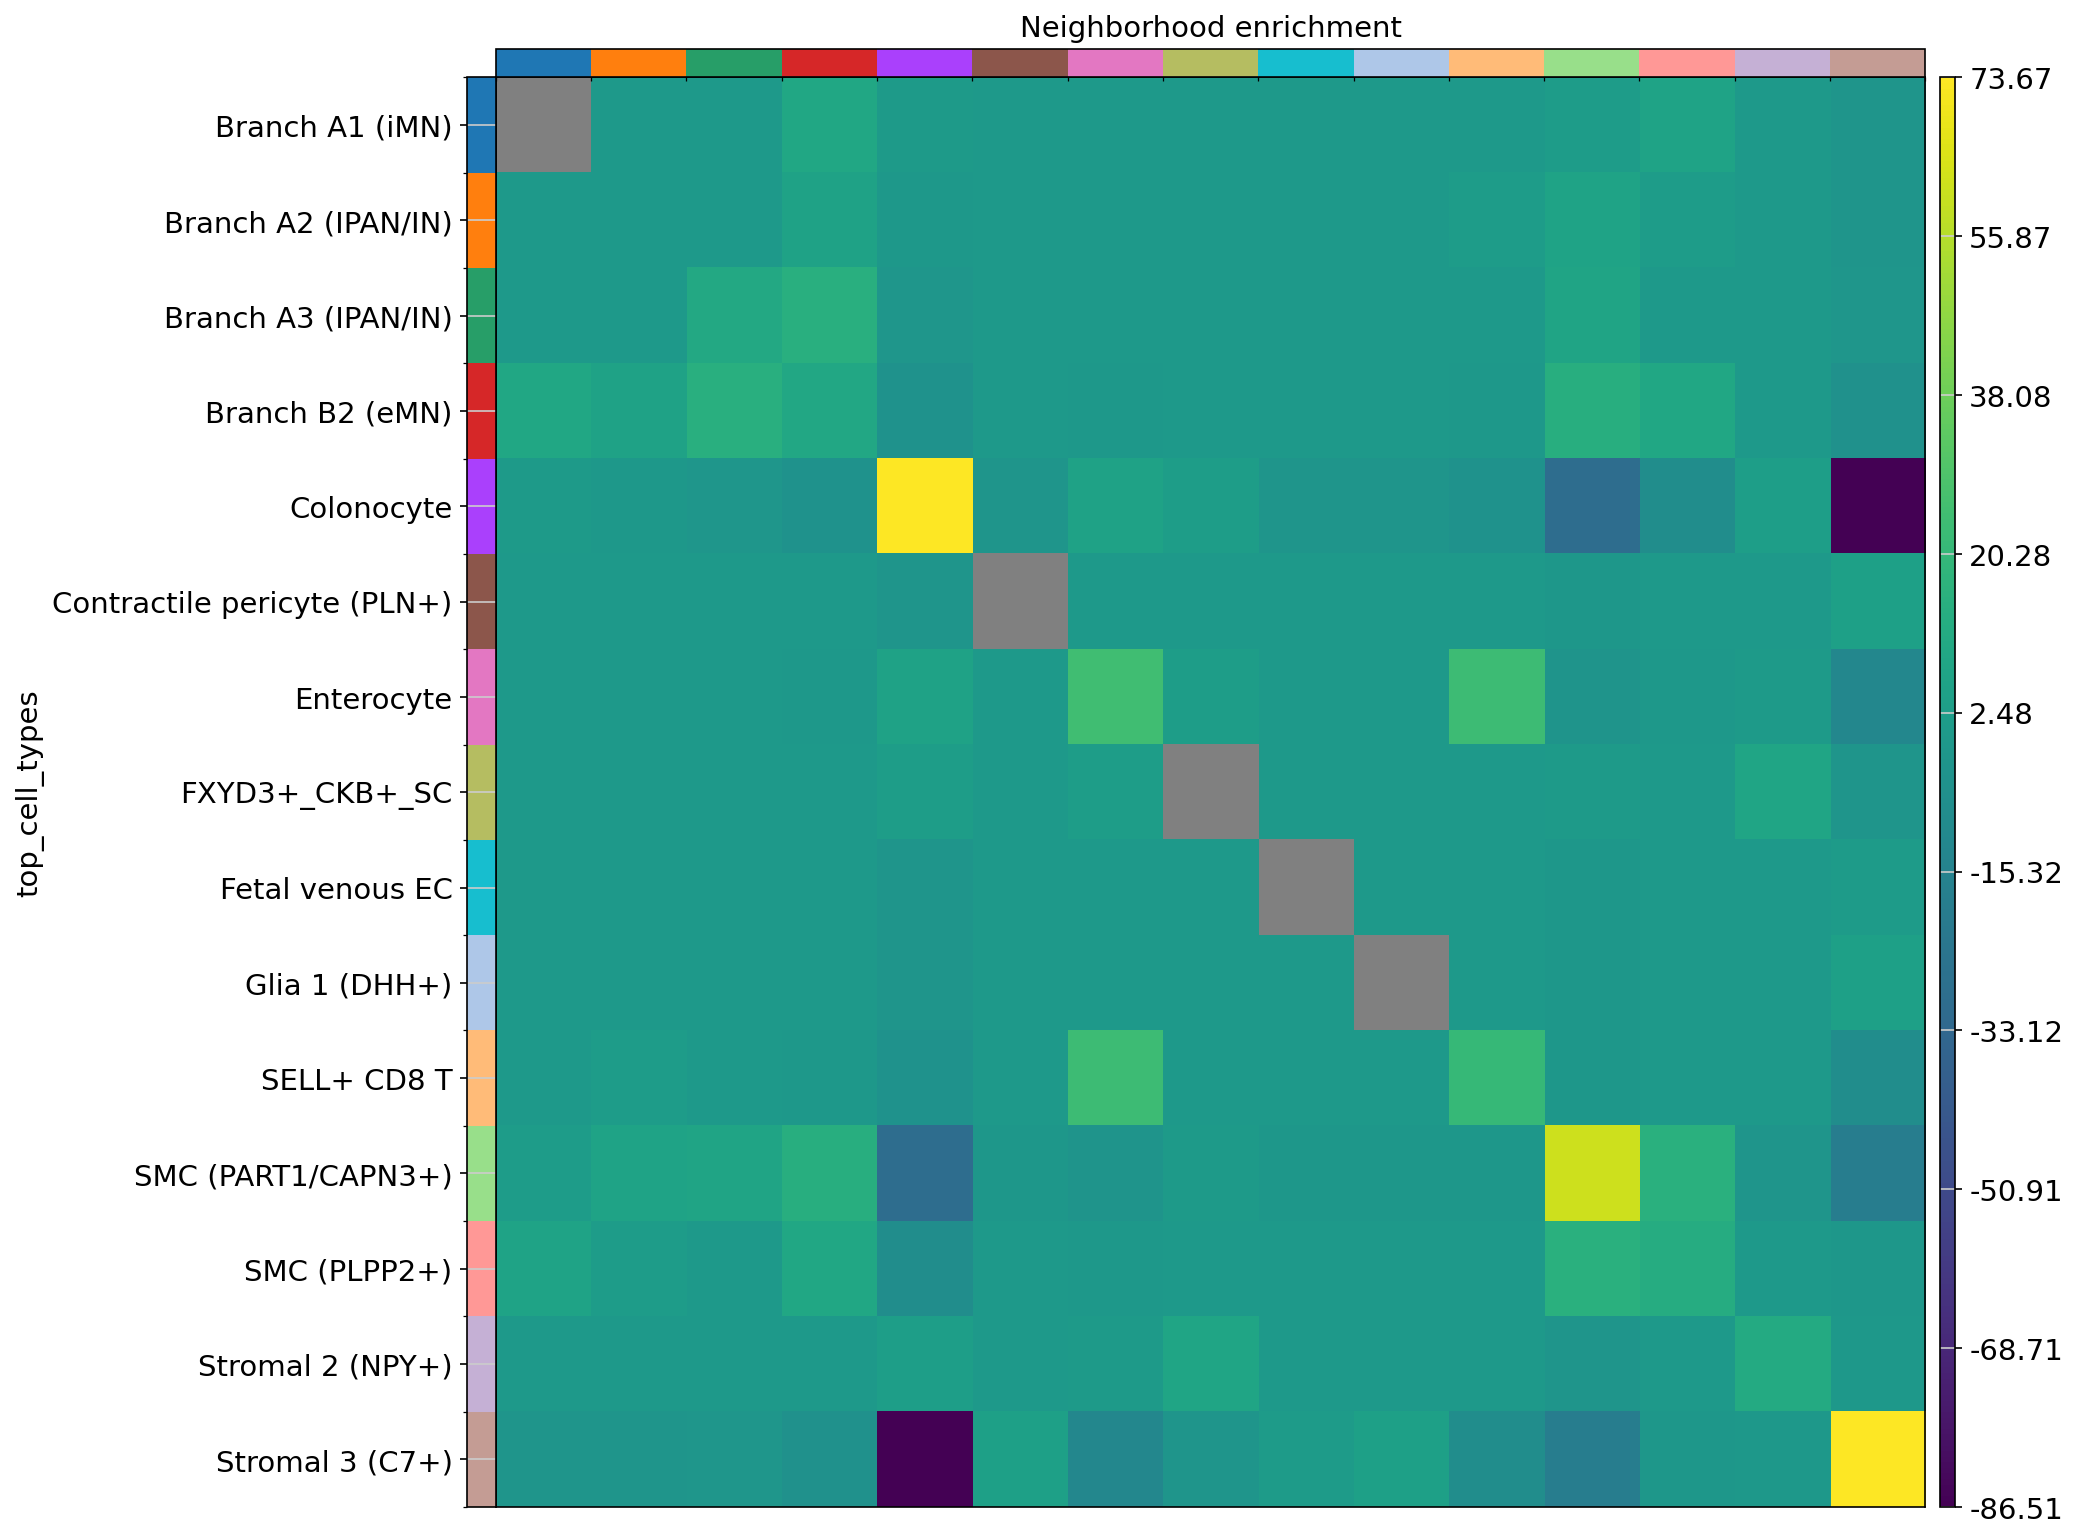 Neighborhood enrichment
Branch A1 (iMN)
Branch A2 (IPAN/IN)
Branch A3 (IPAN/IN)
Branch B2 (eMN)
Colonocyte
Contractile pericyte (PLN+)
Enterocyte
FXYD3+_CKB+_SC
Fetal venous EC
Glia 1 (DHH+)
SELL+ CD8 T
SMC (PART1/CAPN3+)
SMC (PLPP2+)
Stromal 2 (NPY+)
Stromal 3 (C7+)
top_cell_types
73.67
55.87
38.08
20.28
2.48
-15.32
-33.12
-50.91
-68.71
-86.51